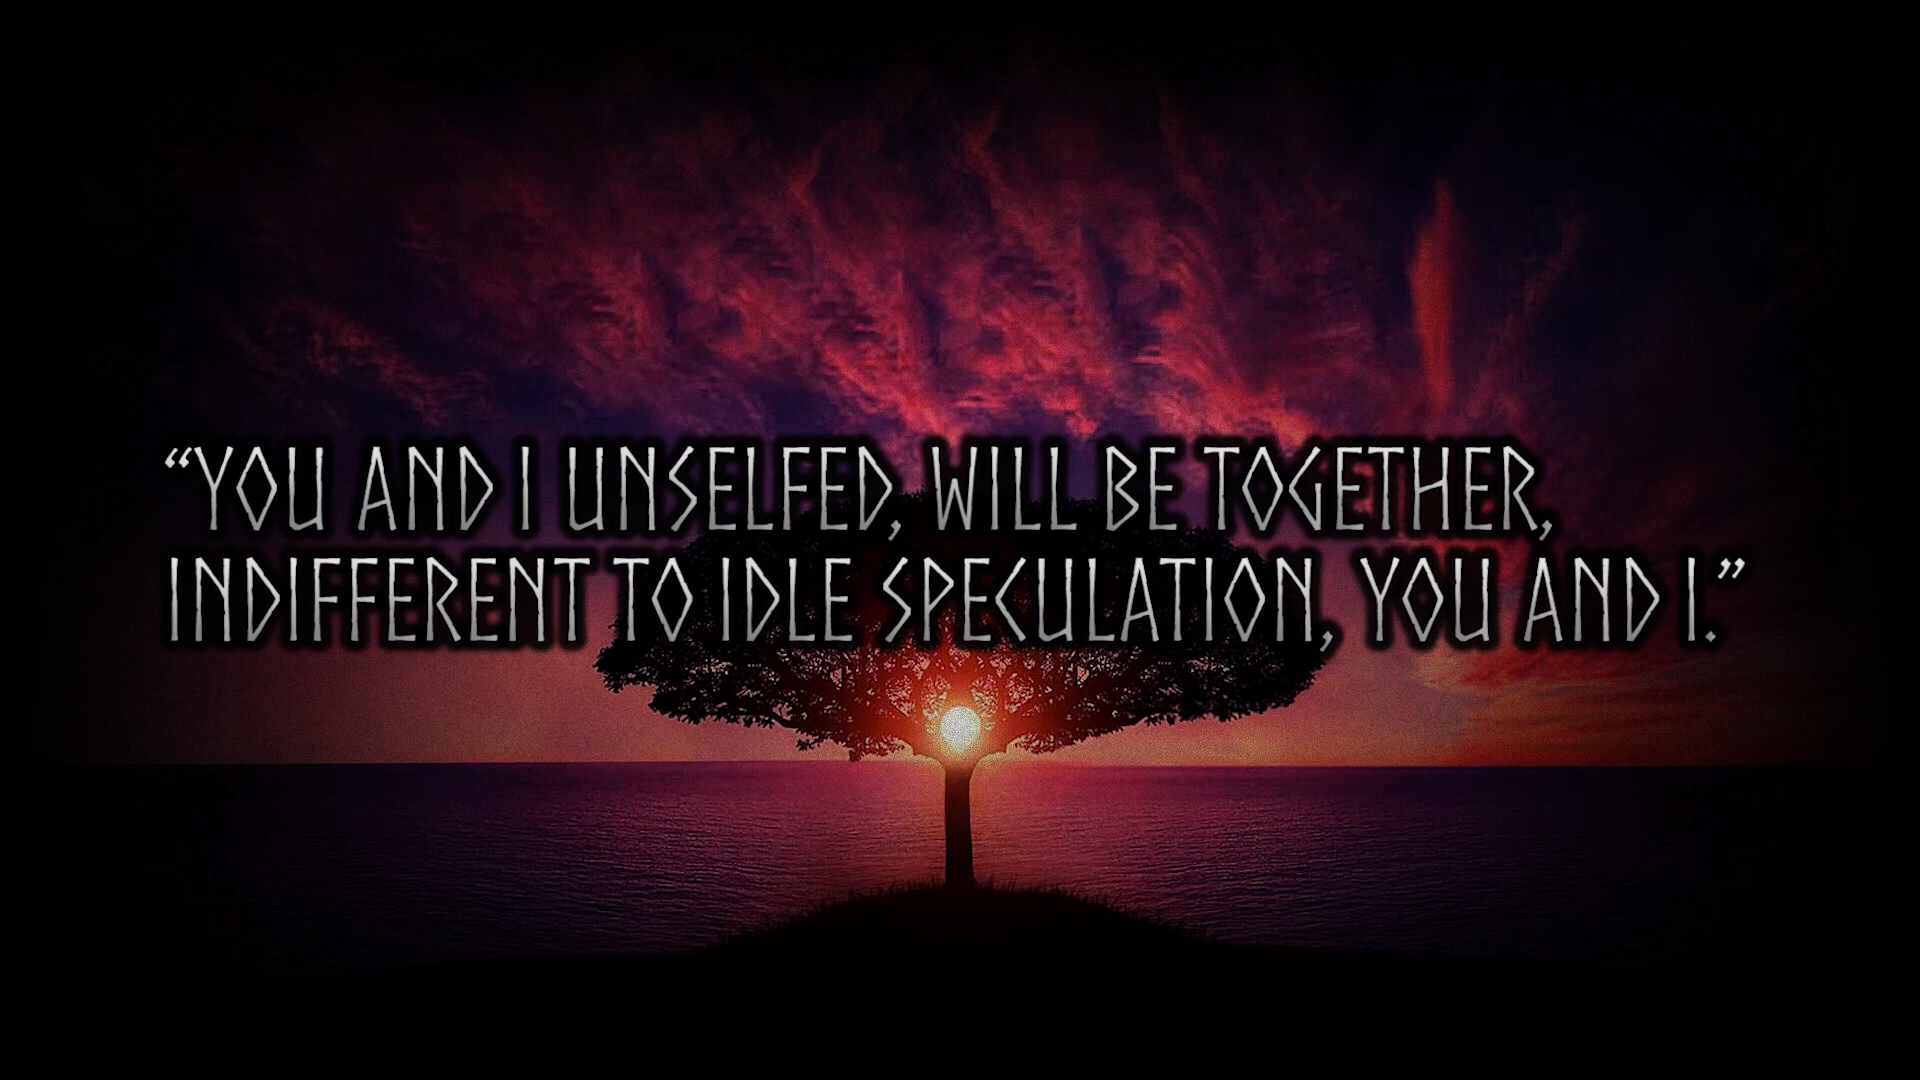 “YOU AND I UNSELFED, WILL BE TOGETHER,
INDIFFERENT TO IDLE SPECULATION, YOU AND I.”